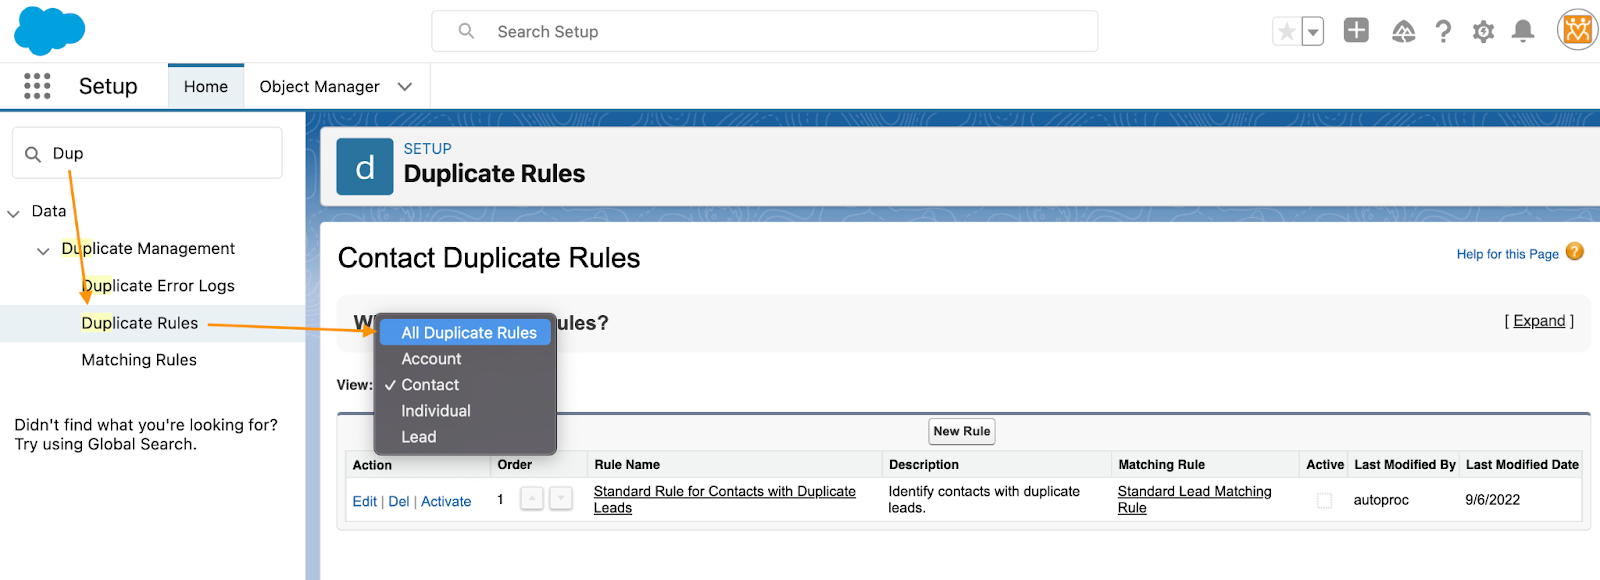 Search Setup
Setup
Home
Object Manager
Dup
Data
Duplicate Management
Duplicate Error Logs
Duplicate Rules
Matching Rules
Didn't find what you're looking for?
Try using Global Search.
d
SETUP
Duplicate Rules
Contact Duplicate Rules
Help for this Page ?
ules?
[ Expand ]
View:
All Duplicate Rules
Account
✓ Contact
Individual
Lead
New Rule
Action Order Rule Name Description Matching Rule Active Last Modified By Last Modified Date
Edit | Del | Activate 1 Standard Rule for Contacts with Duplicate Identify contacts with duplicate Standard Lead Matching autoproc 9/6/2022
Leads leads. Rule